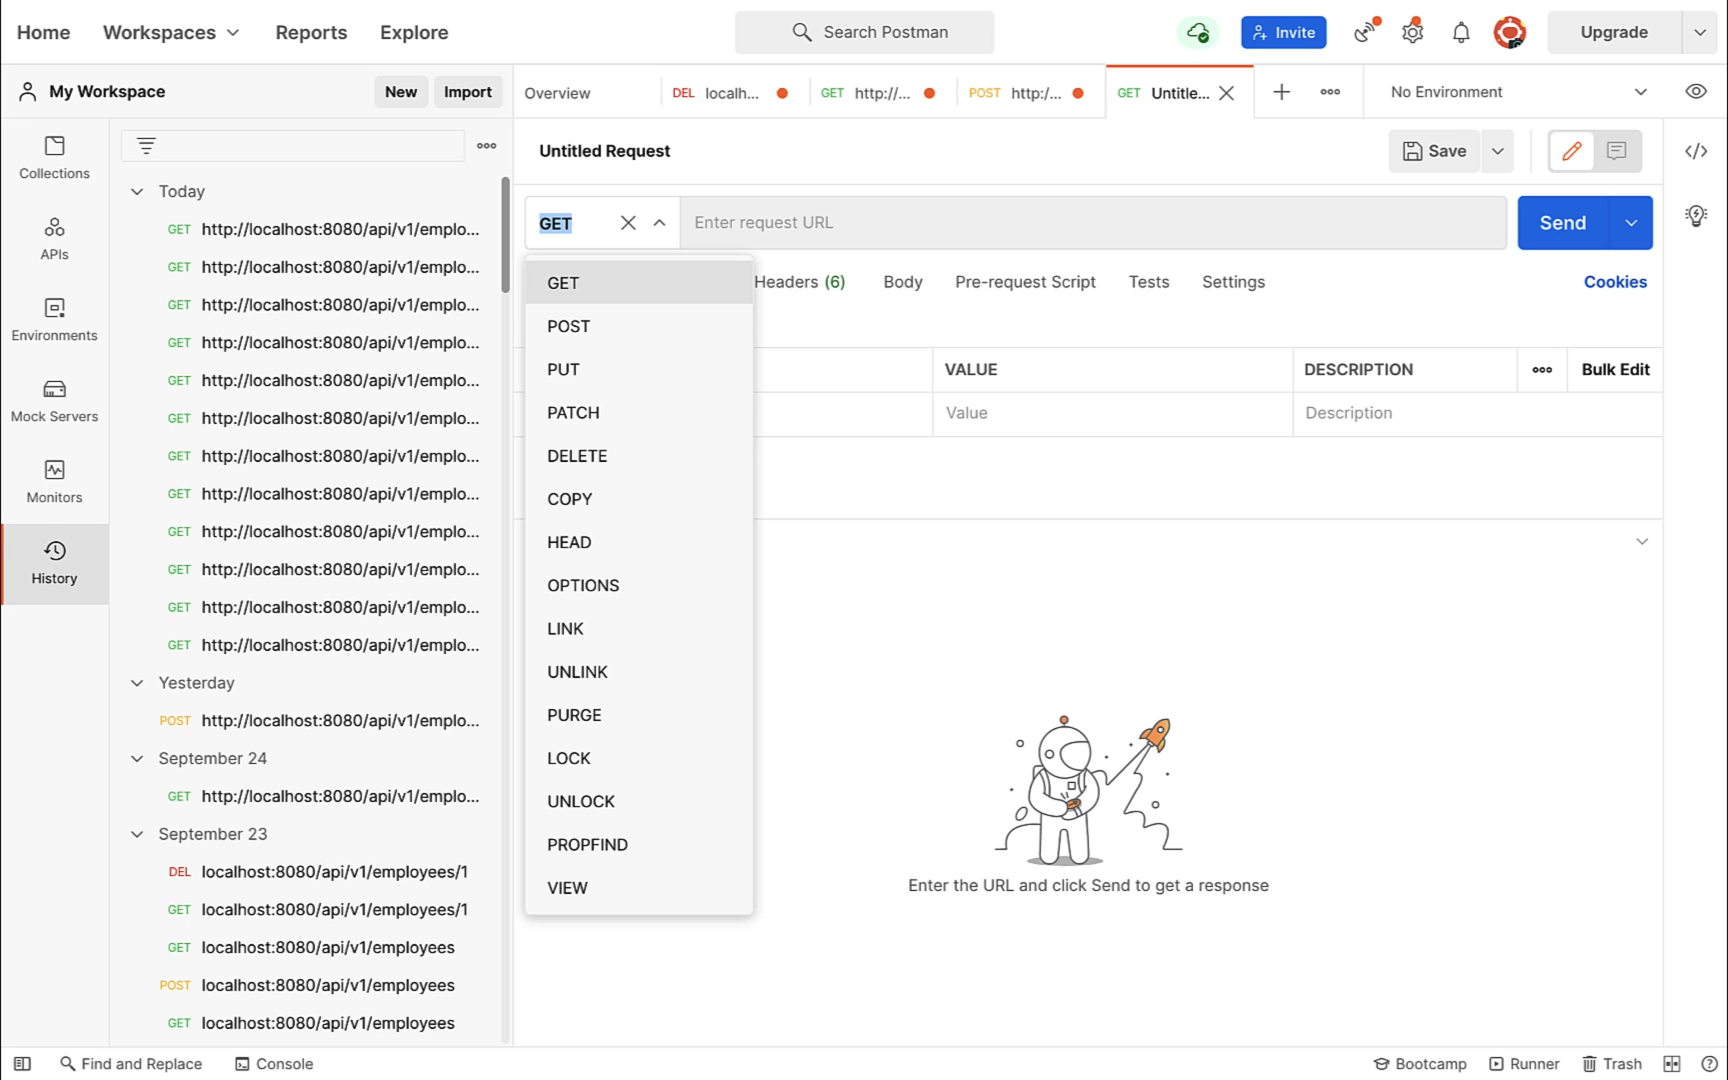 Home
Workspaces
Reports
Explore
Search Postman
Invite
Upgrade
My Workspace
New
Import
Overview
DEL localh...
GET http://...
POST http:/...
GET Untitle...
No Environment
Collections
APIs
Environments
Mock Servers
Monitors
History
Today
GET http://localhost:8080/api/v1/emplo...
GET http://localhost:8080/api/v1/emplo...
GET http://localhost:8080/api/v1/emplo...
GET http://localhost:8080/api/v1/emplo...
GET http://localhost:8080/api/v1/emplo...
GET http://localhost:8080/api/v1/emplo...
GET http://localhost:8080/api/v1/emplo...
GET http://localhost:8080/api/v1/emplo...
GET http://localhost:8080/api/v1/emplo...
GET http://localhost:8080/api/v1/emplo...
GET http://localhost:8080/api/v1/emplo...
GET http://localhost:8080/api/v1/emplo...
Yesterday
POST http://localhost:8080/api/v1/emplo...
September 24
GET http://localhost:8080/api/v1/emplo...
September 23
DEL localhost:8080/api/v1/employees/1
GET localhost:8080/api/v1/employees/1
GET localhost:8080/api/v1/employees
POST localhost:8080/api/v1/employees
GET localhost:8080/api/v1/employees
Untitled Request
Save
GET
Enter request URL
Send
Headers (6)
Body
Pre-request Script
Tests
Settings
Cookies
GET
POST
PUT
PATCH
DELETE
COPY
HEAD
OPTIONS
LINK
UNLINK
PURGE
LOCK
UNLOCK
PROPFIND
VIEW
VALUE
DESCRIPTION
Bulk Edit
Value
Description
Enter the URL and click Send to get a response
Find and Replace
Console
Bootcamp
Runner
Trash